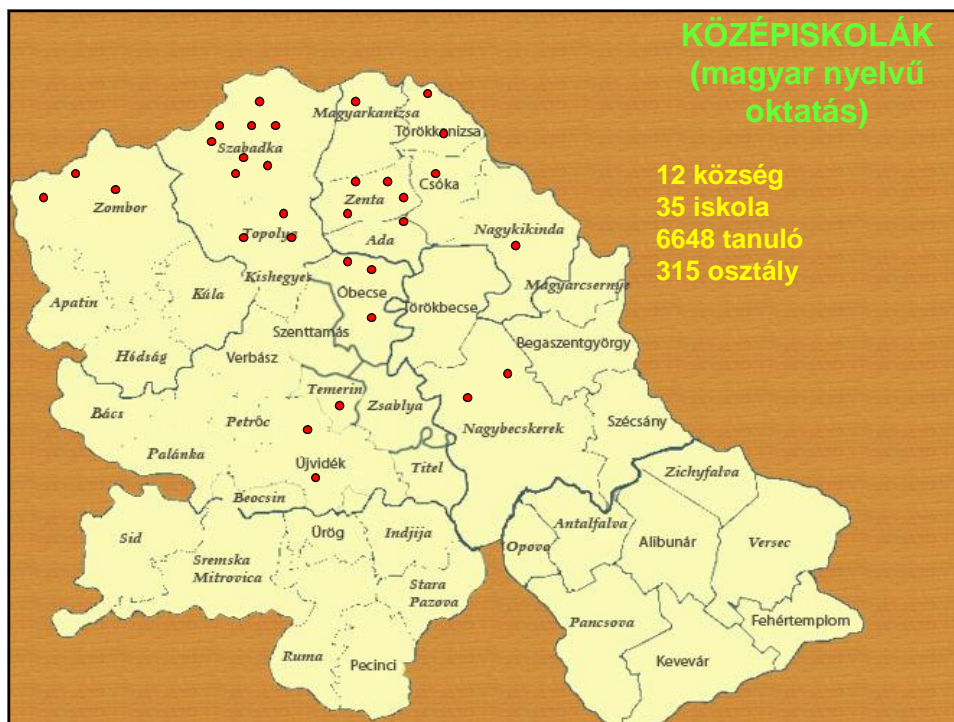 KÖZÉPISKOLÁK
(magyar nyelvű
oktatás)
12 község
35 iskola
6648 tanuló
315 osztály
Magyarkanizsa
Törökkanizsa
Szabadka
Csóka
Zenta
Zombor
Topolya
Ada
Nagykikinda
Kishegyes
Magyarcsernye
Óbecse
Törökbecse
Kúla
Apatin
Szenttamás
Begaszentgyörgy
Hódság
Verbász
Temerin
Zsablya
Bács
Petrőc
Nagybecskerek
Szécsány
Palánka
Újvidék
Titel
Zichyfalva
Beocsin
Antalfalva
Sid
Ürög
Indjija
Opovo
Alibunár
Versec
Sremska
Mitrovica
Stara
Pazova
Pancsova
Fehértemplom
Ruma
Pecinci
Kevevár